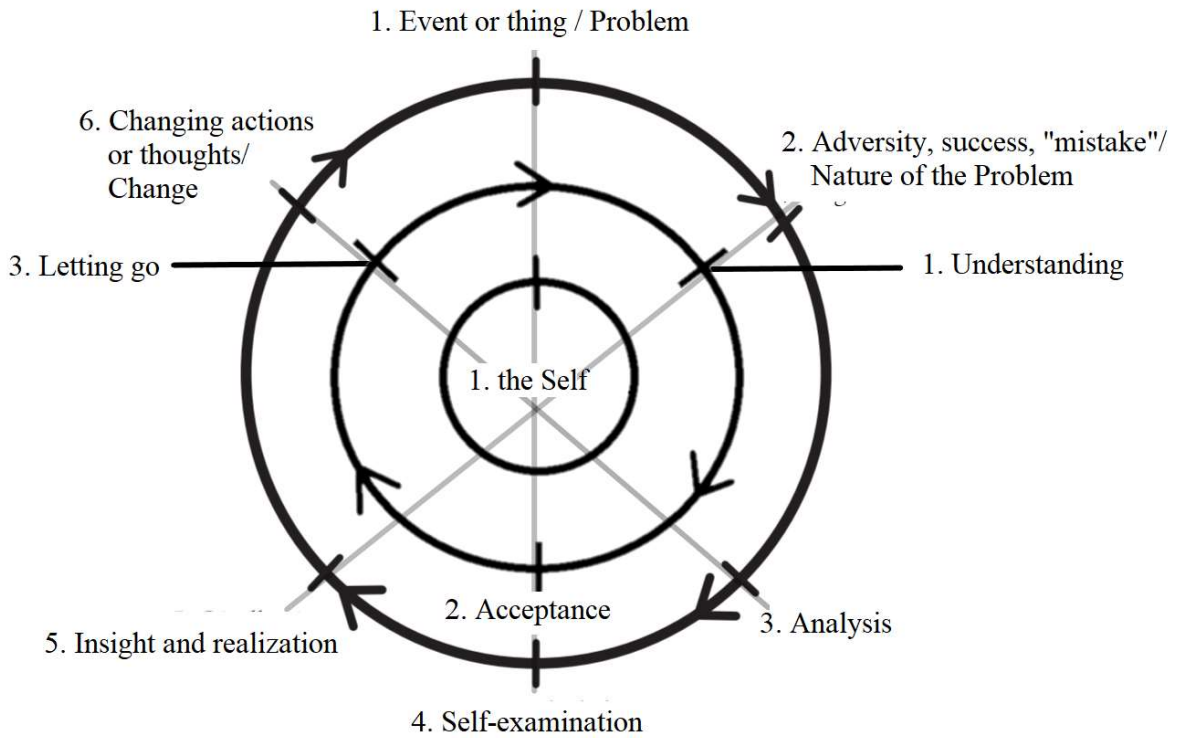 1. Event or thing / Problem
6. Changing actions
or thoughts/
Change
2. Adversity, success, "mistake"/
Nature of the Problem
3. Letting go
1. Understanding
1. the Self
2. Acceptance
3. Analysis
5. Insight and realization
4. Self-examination